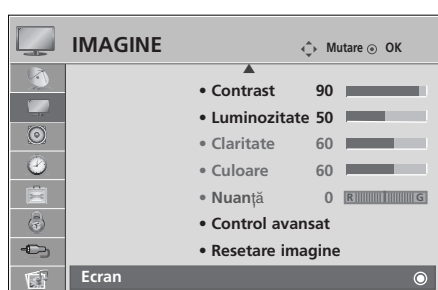 IMAGINE Mutare OK
• Contrast 90
• Luminozitate 50
• Claritate 60
• Culoare 60
• Nuanță 0 R G
• Control avansat
• Resetare imagine
Ecran